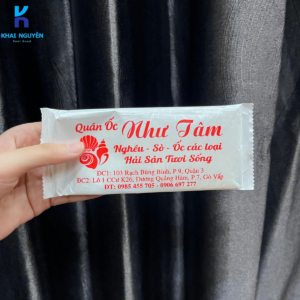 KHAI NGUYÊN
Quán Ốc Như Tâm
Nghêu - Sò - Ốc các loại
Hải Sản Tươi Sống
ĐC1: 103 Rạch Bùng Binh, P.9, Quận 3
ĐC2: Lô 1 CCư K26, Dương Quảng Hàm, P.7, Gò Vấp
ĐT: 0985 455 705 - 0906 697 277